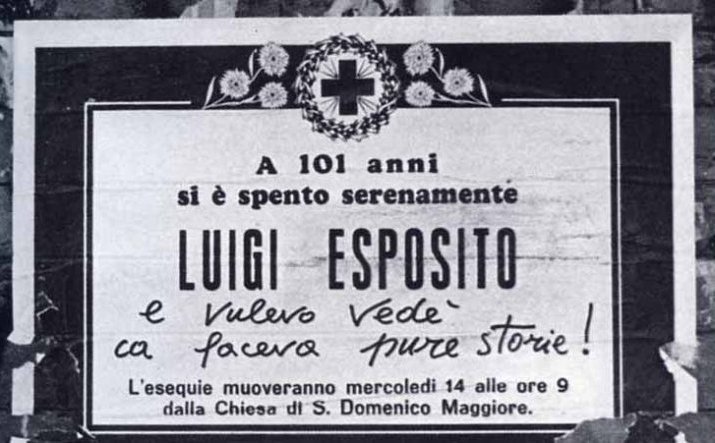 A 101 anni
si è spento serenamente
LUIGI ESPOSITO
e vulevo vedè
ca faceva pure storie!
L'esequie muoveranno mercoledi 14 alle ore 9
dalla Chiesa di S. Domenico Maggiore.